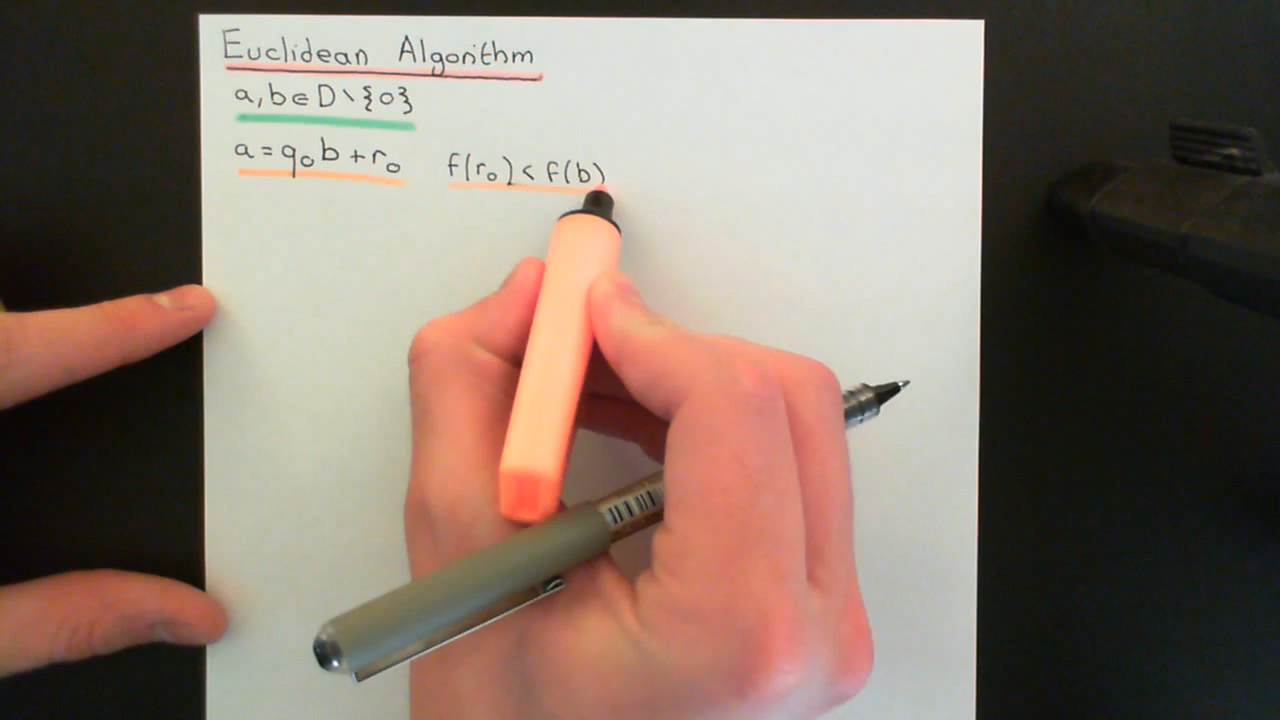 Euclidean Algorithm
a, b ∈ D \ {0}
a = q₀b + r₀ f(r₀) < f(b)